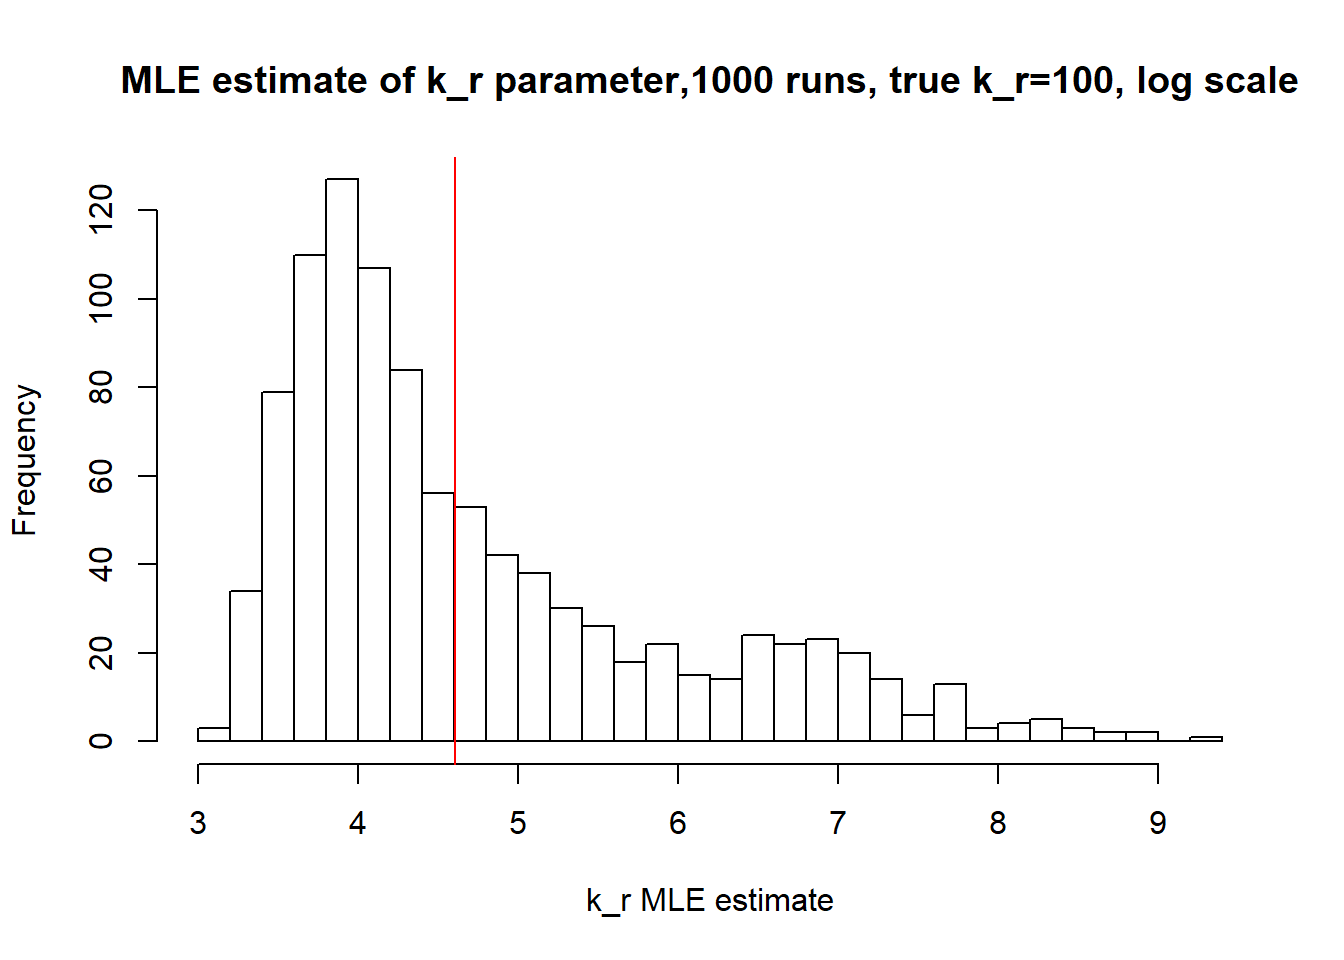 MLE estimate of k_r parameter,1000 runs, true k_r=100, log scale
Frequency
120
100
80
60
40
20
0
3 4 5 6 7 8 9
k_r MLE estimate